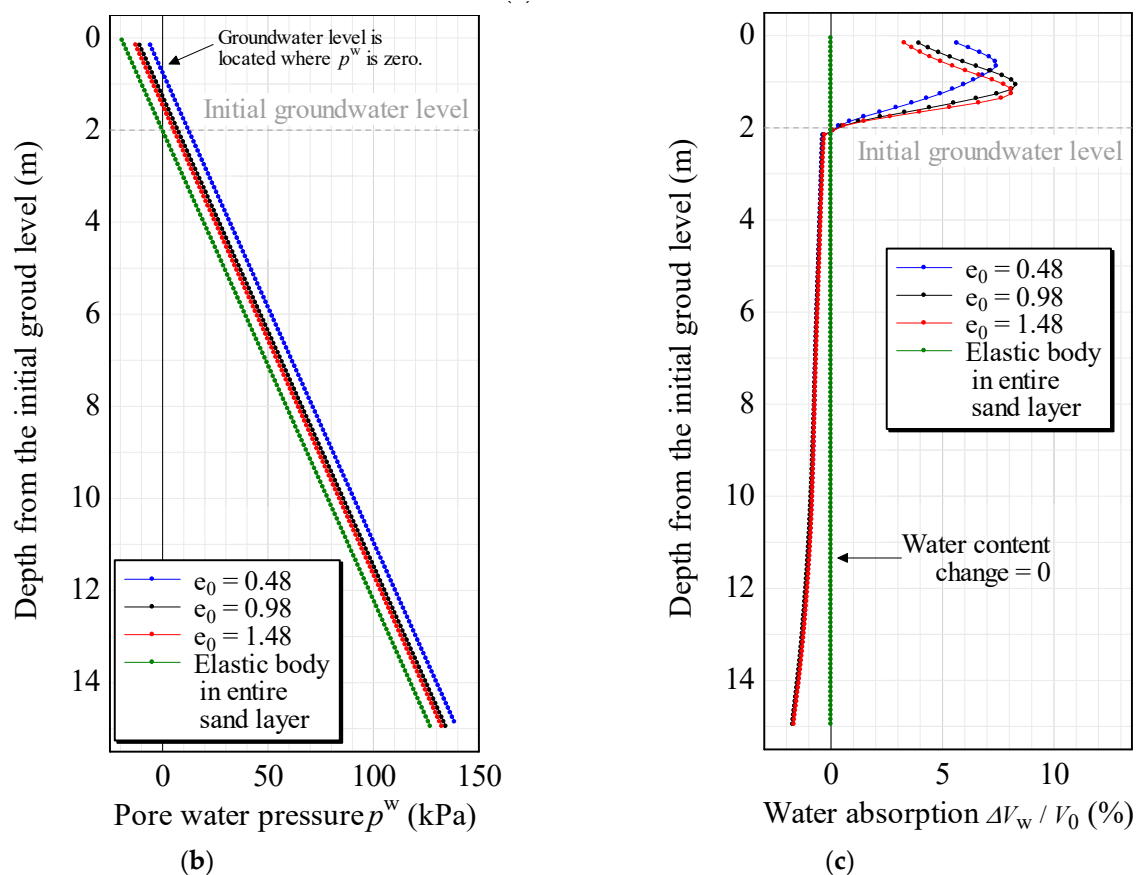 0
2
4
6
8
10
12
14
Depth from the initial groud level (m)
Groundwater level is
located where p^w is zero.
Initial groundwater level
e₀ = 0.48
e₀ = 0.98
e₀ = 1.48
Elastic body
in entire
sand layer
0 50 100 150
Pore water pressure p^w (kPa)
(b)
0
2
4
6
8
10
12
14
Depth from the initial groud level (m)
Initial groundwater level
e₀ = 0.48
e₀ = 0.98
e₀ = 1.48
Elastic body
in entire
sand layer
Water content
change = 0
0 5 10
Water absorption ΔV_w / V₀ (%)
(c)